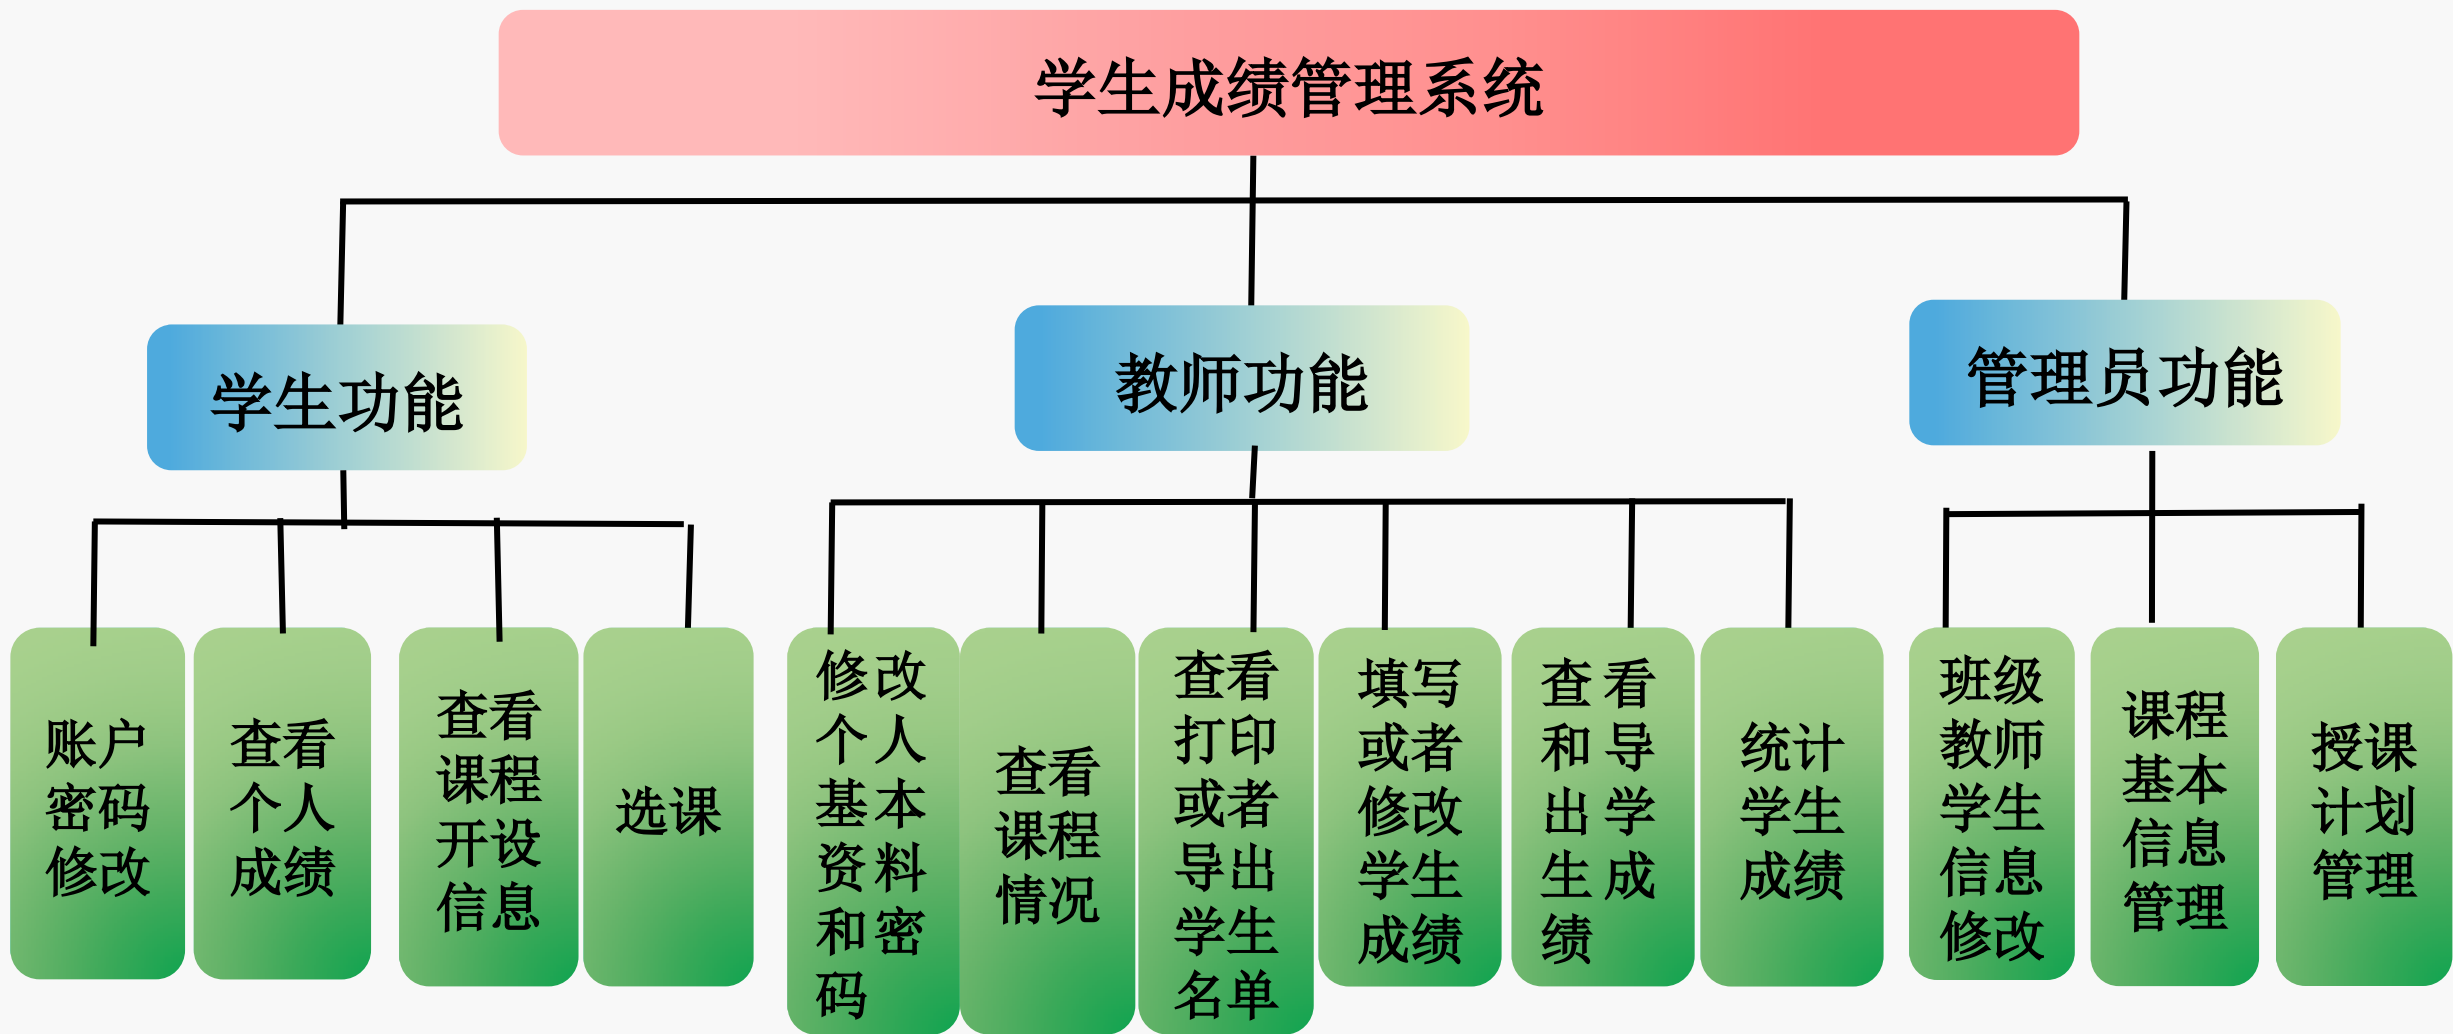 学生成绩管理系统
学生功能
教师功能
管理员功能
账户
密码
修改
查看
个人
成绩
查看
课程
开设
信息
选课
修改
个人
基本
资料
和密
码
查看
课程
情况
查看
打印
或者
导出
学生
名单
填写
或者
修改
学生
成绩
查看
和导
出学
生成
绩
统计
学生
成绩
班级
教师
学生
信息
修改
课程
基本
信息
管理
授课
计划
管理